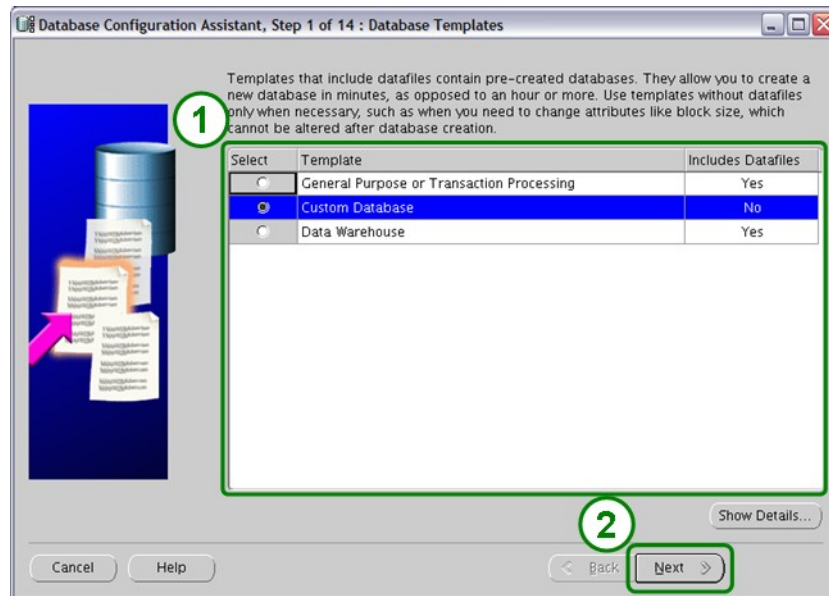 Database Configuration Assistant, Step 1 of 14 : Database Templates
Templates that include datafiles contain pre-created databases. They allow you to create a
new database in minutes, as opposed to an hour or more. Use templates without datafiles
only when necessary, such as when you need to change attributes like block size, which
cannot be altered after database creation.
1
Select Template Includes Datafiles
General Purpose or Transaction Processing Yes
Custom Database No
Data Warehouse Yes
Show Details...
2
Cancel Help Back Next